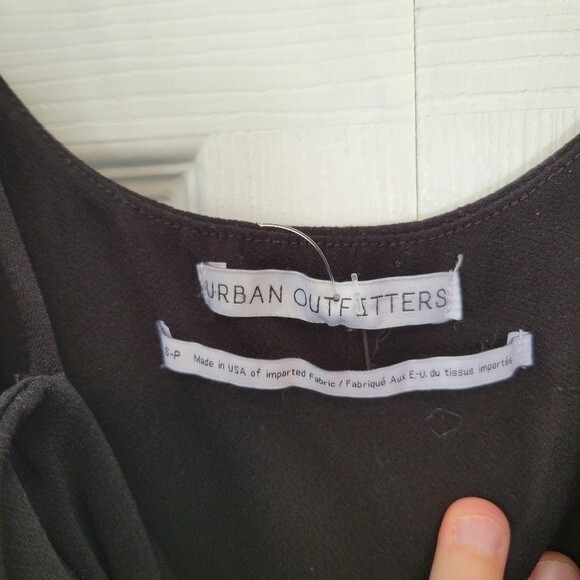 URBAN OUTFITTERS
S-P Made in USA of imported Fabric / Fabriqué Aux E-U. du tissus importés